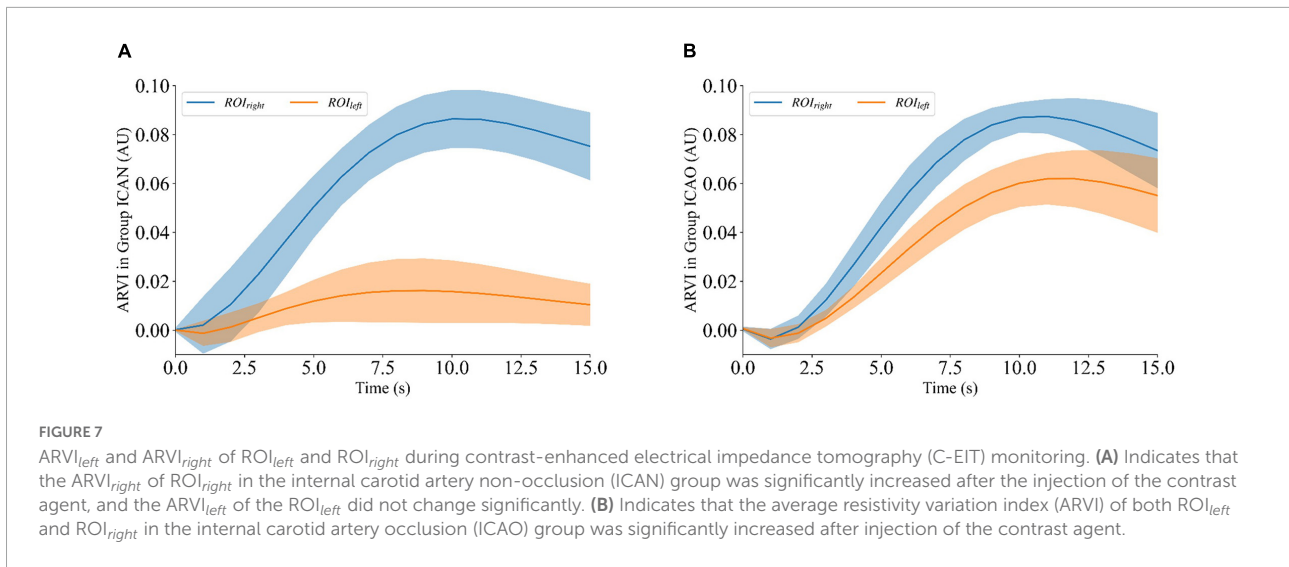 A
B
0.10
0.08
0.06
0.04
0.02
0.00
ARVI in Group ICAN (AU)
ROIright
ROIleft
0.0
2.5
5.0
7.5
10.0
12.5
15.0
Time (s)
0.10
0.08
0.06
0.04
0.02
0.00
ARVI in Group ICAO (AU)
ROIright
ROIleft
0.0
2.5
5.0
7.5
10.0
12.5
15.0
Time (s)
FIGURE 7
ARVIleft and ARVIright of ROIleft and ROIright during contrast-enhanced electrical impedance tomography (C-EIT) monitoring. (A) Indicates that
the ARVIright of ROIright in the internal carotid artery non-occlusion (ICAN) group was significantly increased after the injection of the contrast
agent, and the ARVIleft of the ROIleft did not change significantly. (B) Indicates that the average resistivity variation index (ARVI) of both ROIleft
and ROIright in the internal carotid artery occlusion (ICAO) group was significantly increased after injection of the contrast agent.